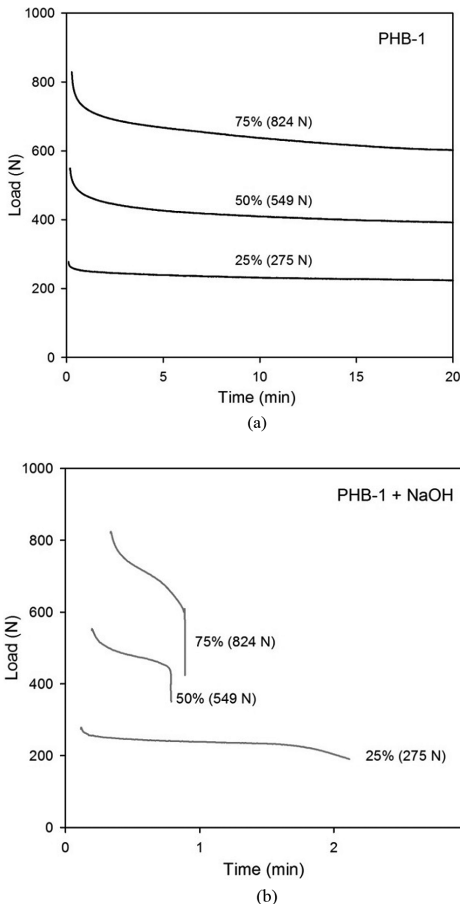 1000
PHB-1
800
75% (824 N)
600
Load (N)
50% (549 N)
400
25% (275 N)
200
0
0 5 10 15 20
Time (min)
(a)
1000
PHB-1 + NaOH
800
600
Load (N)
75% (824 N)
400
50% (549 N)
200
25% (275 N)
0
0 1 2
Time (min)
(b)